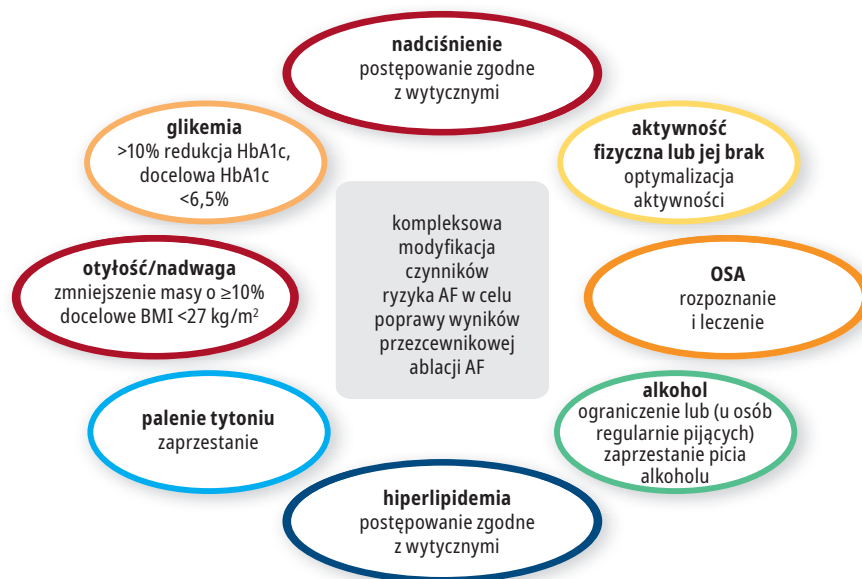 nadciśnienie
postępowanie zgodne
z wytycznymi
glikemia
>10% redukcja HbA1c,
docelowa HbA1c
<6,5%
aktywność
fizyczna lub jej brak
optymalizacja
aktywności
kompleksowa
modyfikacja
czynników
ryzyka AF w celu
poprawy wyników
przezcewnikowej
ablacji AF
otyłość/nadwaga
zmniejszenie masy o ≥10%
docelowe BMI <27 kg/m²
OSA
rozpoznanie
i leczenie
palenie tytoniu
zaprzestanie
alkohol
ograniczenie lub (u osób
regularnie pijących)
zaprzestanie picia
alkoholu
hiperlipidemia
postępowanie zgodne
z wytycznymi